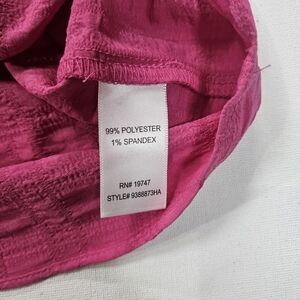 99% POLYESTER
1% SPANDEX
RN# 19747
STYLE# 9388873HA